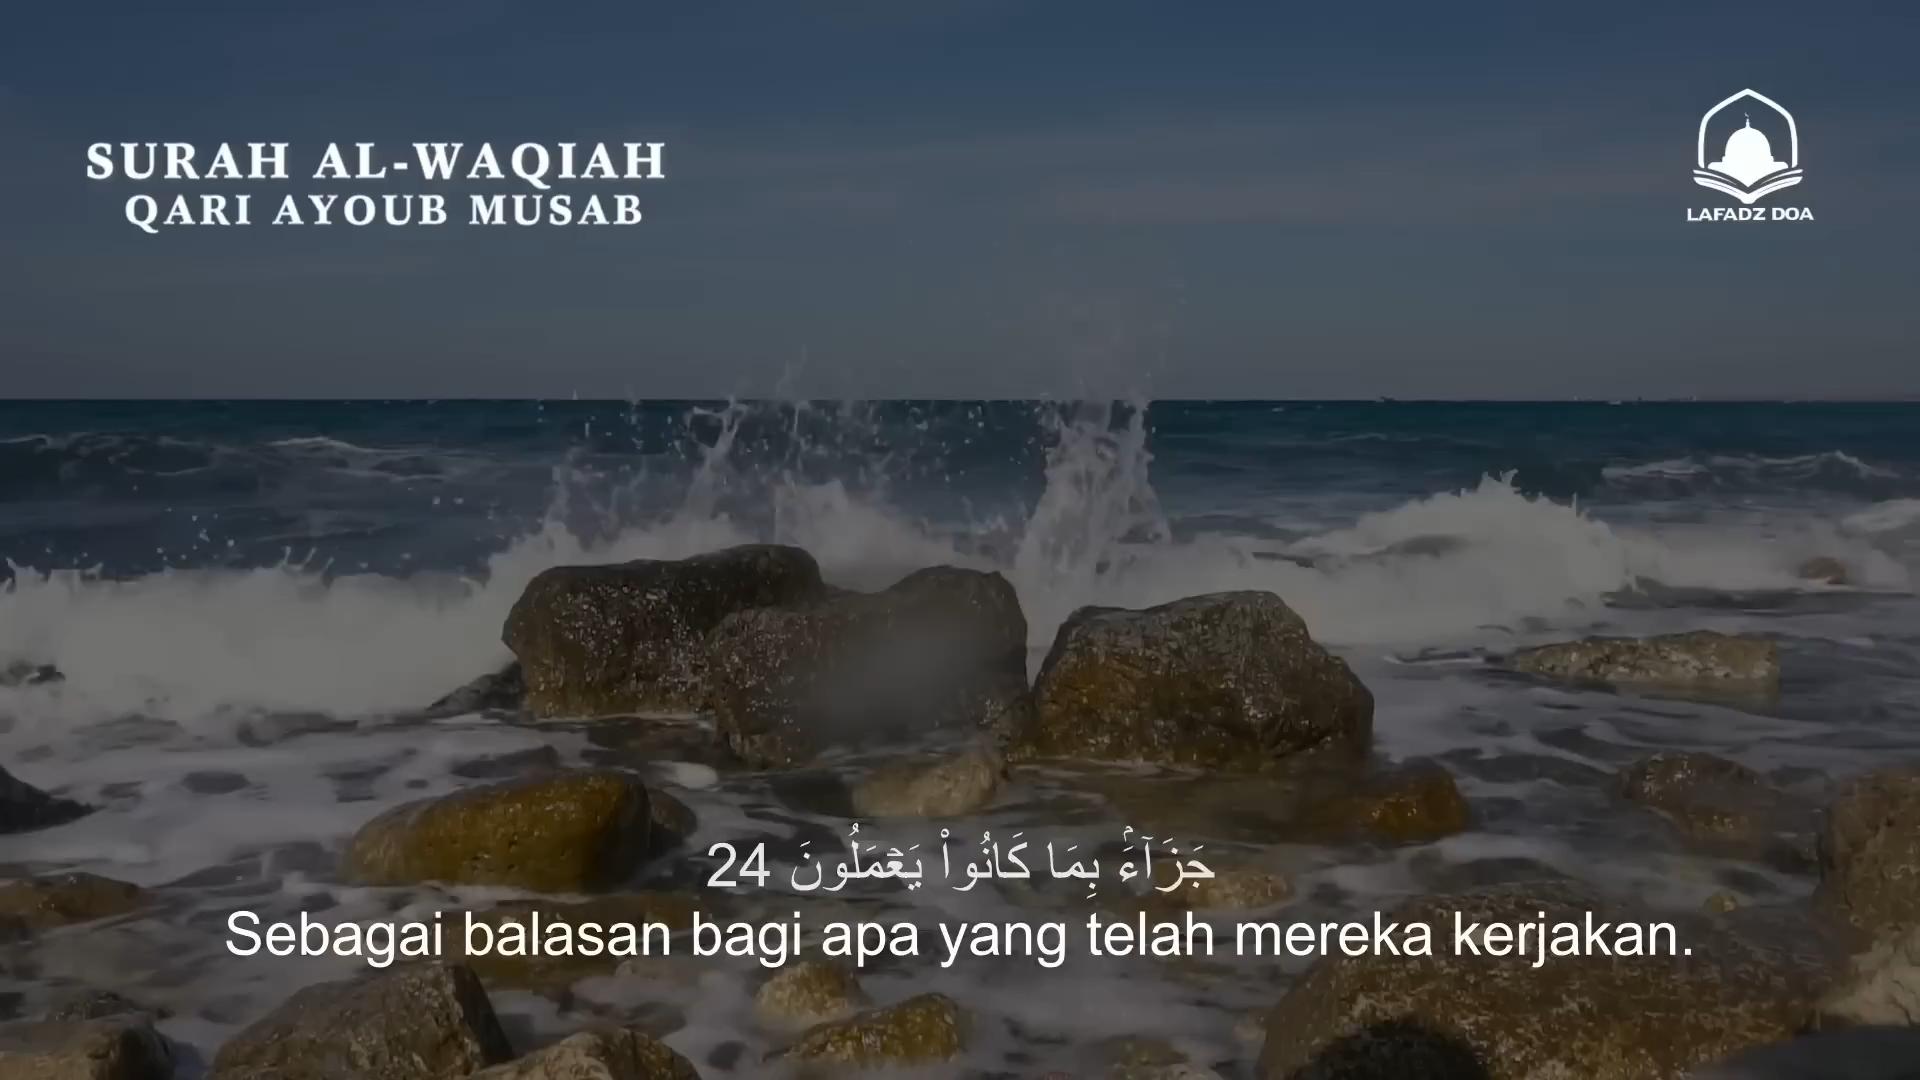 SURAH AL-WAQIAH
QARI AYOUB MUSAB
LAFADZ DOA
جَزَآءَۢ بِمَا كَانُوا۟ يَعْمَلُونَ 24
Sebagai balasan bagi apa yang telah mereka kerjakan.